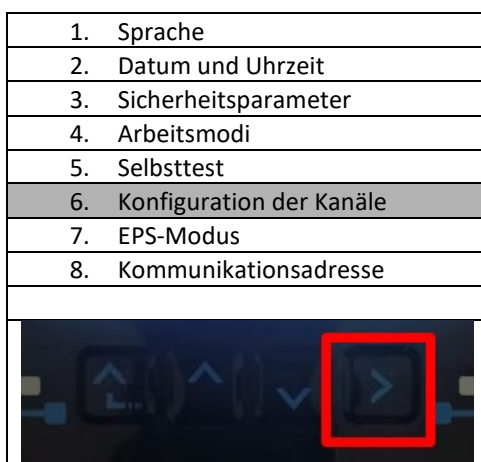 1. Sprache
2. Datum und Uhrzeit
3. Sicherheitsparameter
4. Arbeitsmodi
5. Selbsttest
6. Konfiguration der Kanäle
7. EPS-Modus
8. Kommunikationsadresse